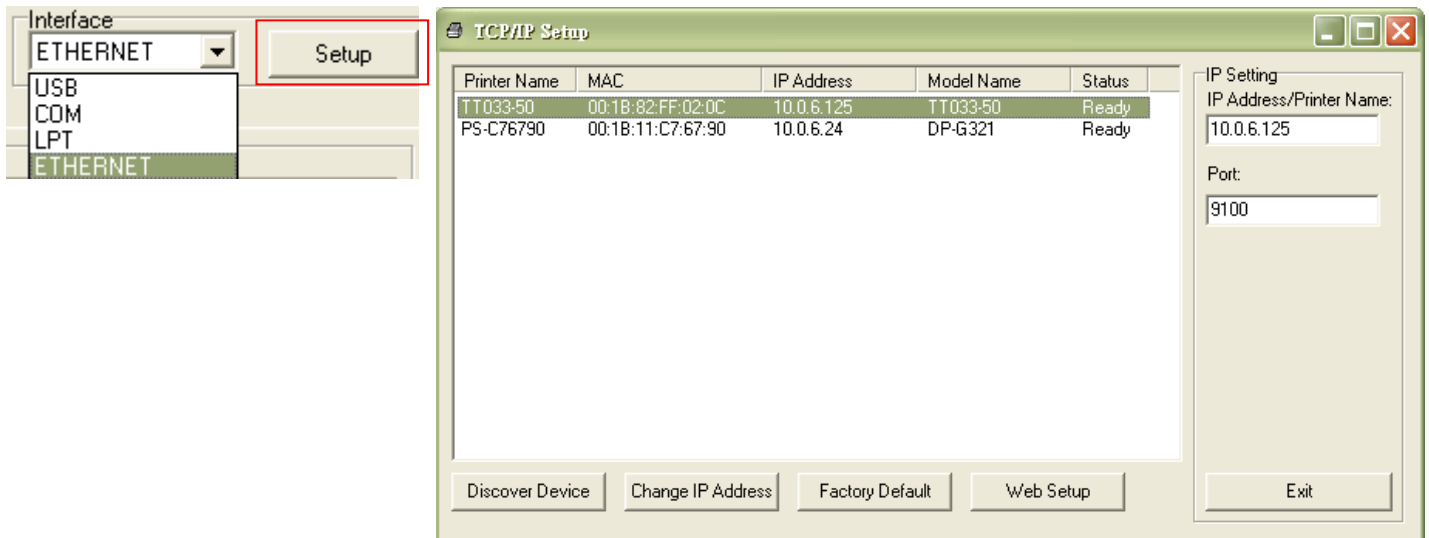 Interface
ETHERNET
Setup
USB
COM
LPT
ETHERNET
TCP/IP Setup
Printer Name MAC IP Address Model Name Status
TT033-50 00:1B:82:FF:02:0C 10.0.6.125 TT033-50 Ready
PS-C76790 00:1B:11:C7:67:90 10.0.6.24 DP-G321 Ready
IP Setting
IP Address/Printer Name:
10.0.6.125
Port:
9100
Discover Device Change IP Address Factory Default Web Setup Exit